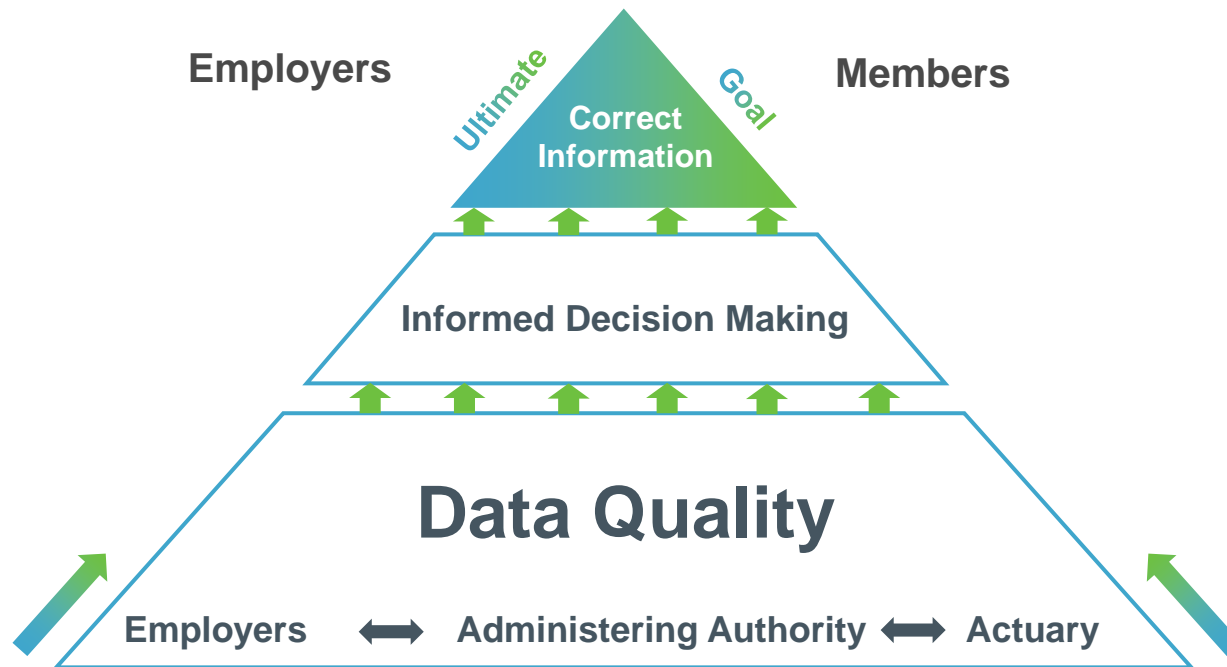 Employers
Members
Ultimate
Goal
Correct
Information
Informed Decision Making
Data Quality
Employers
Administering Authority
Actuary